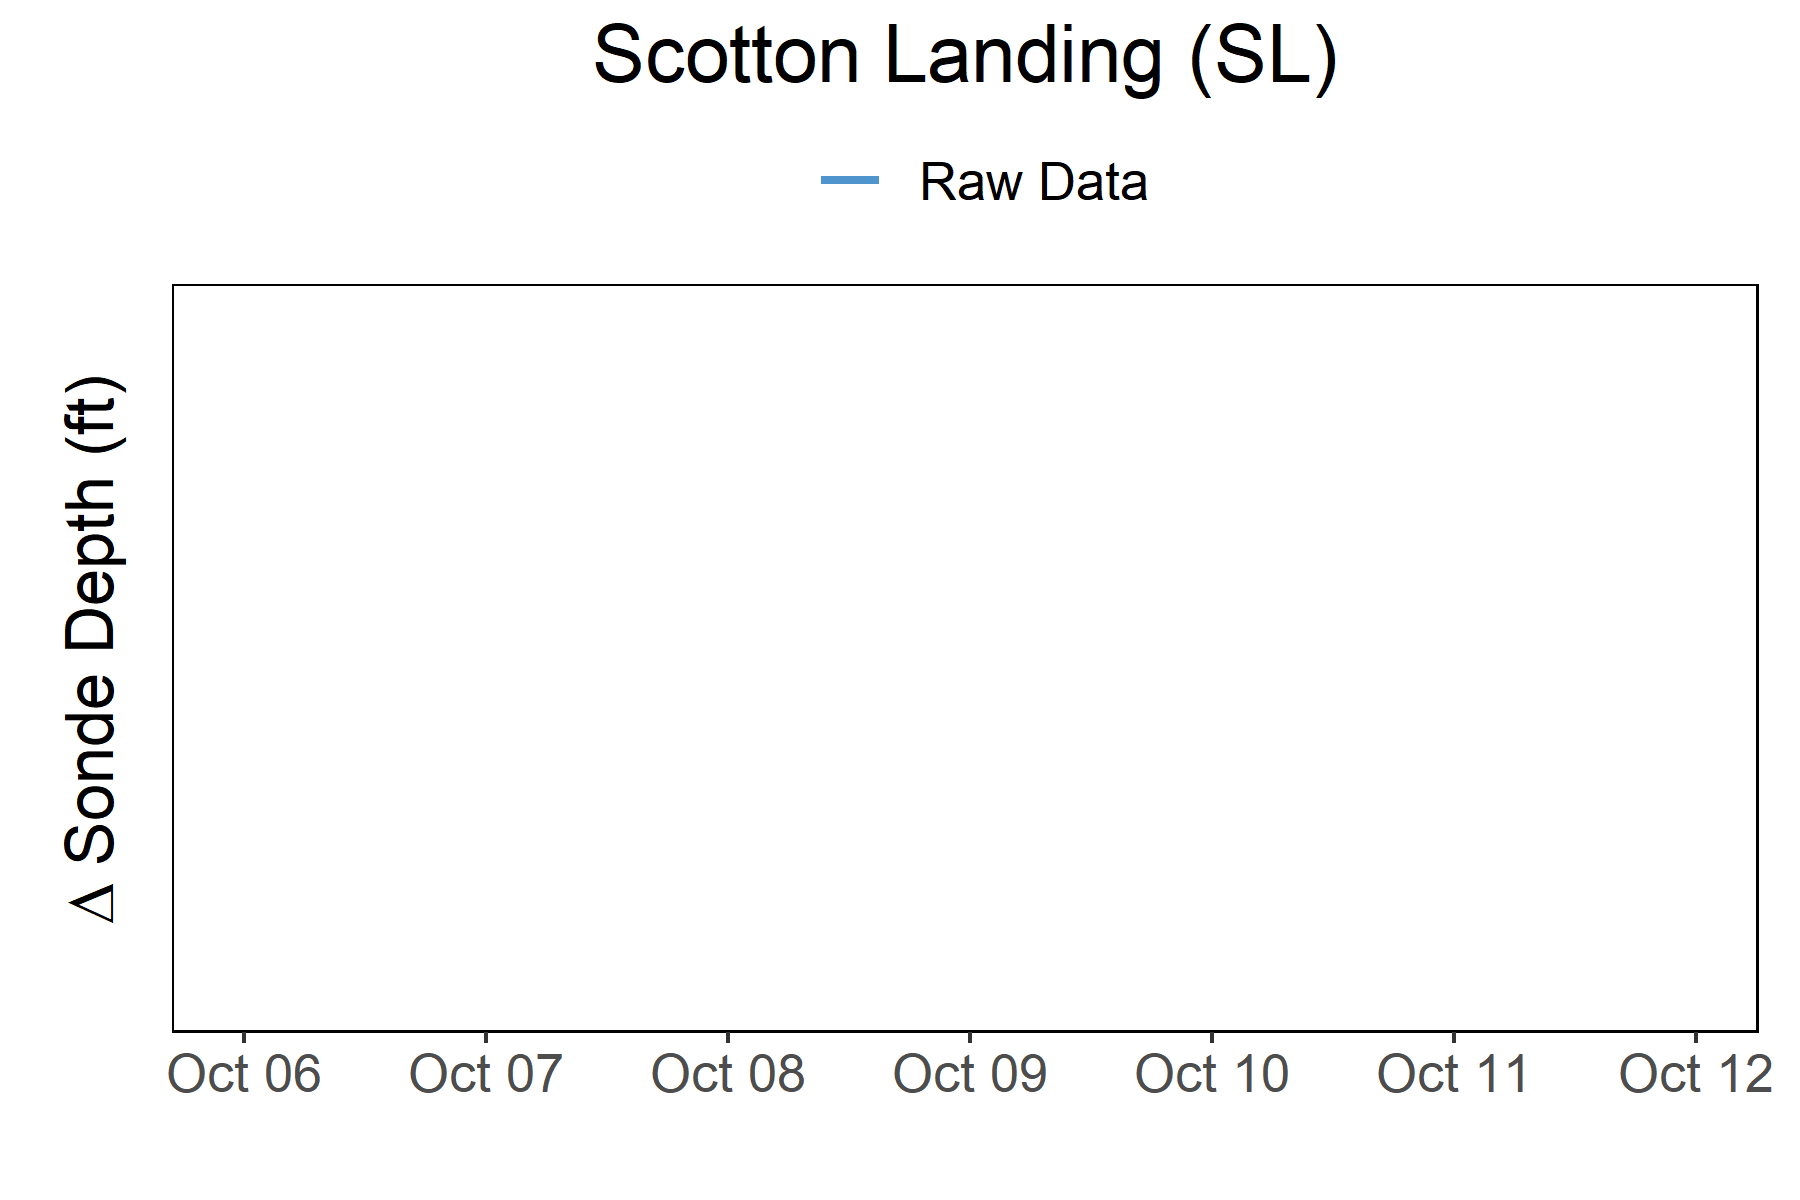 Scotton Landing (SL)
Raw Data
Δ Sonde Depth (ft)
Oct 06 Oct 07 Oct 08 Oct 09 Oct 10 Oct 11 Oct 12